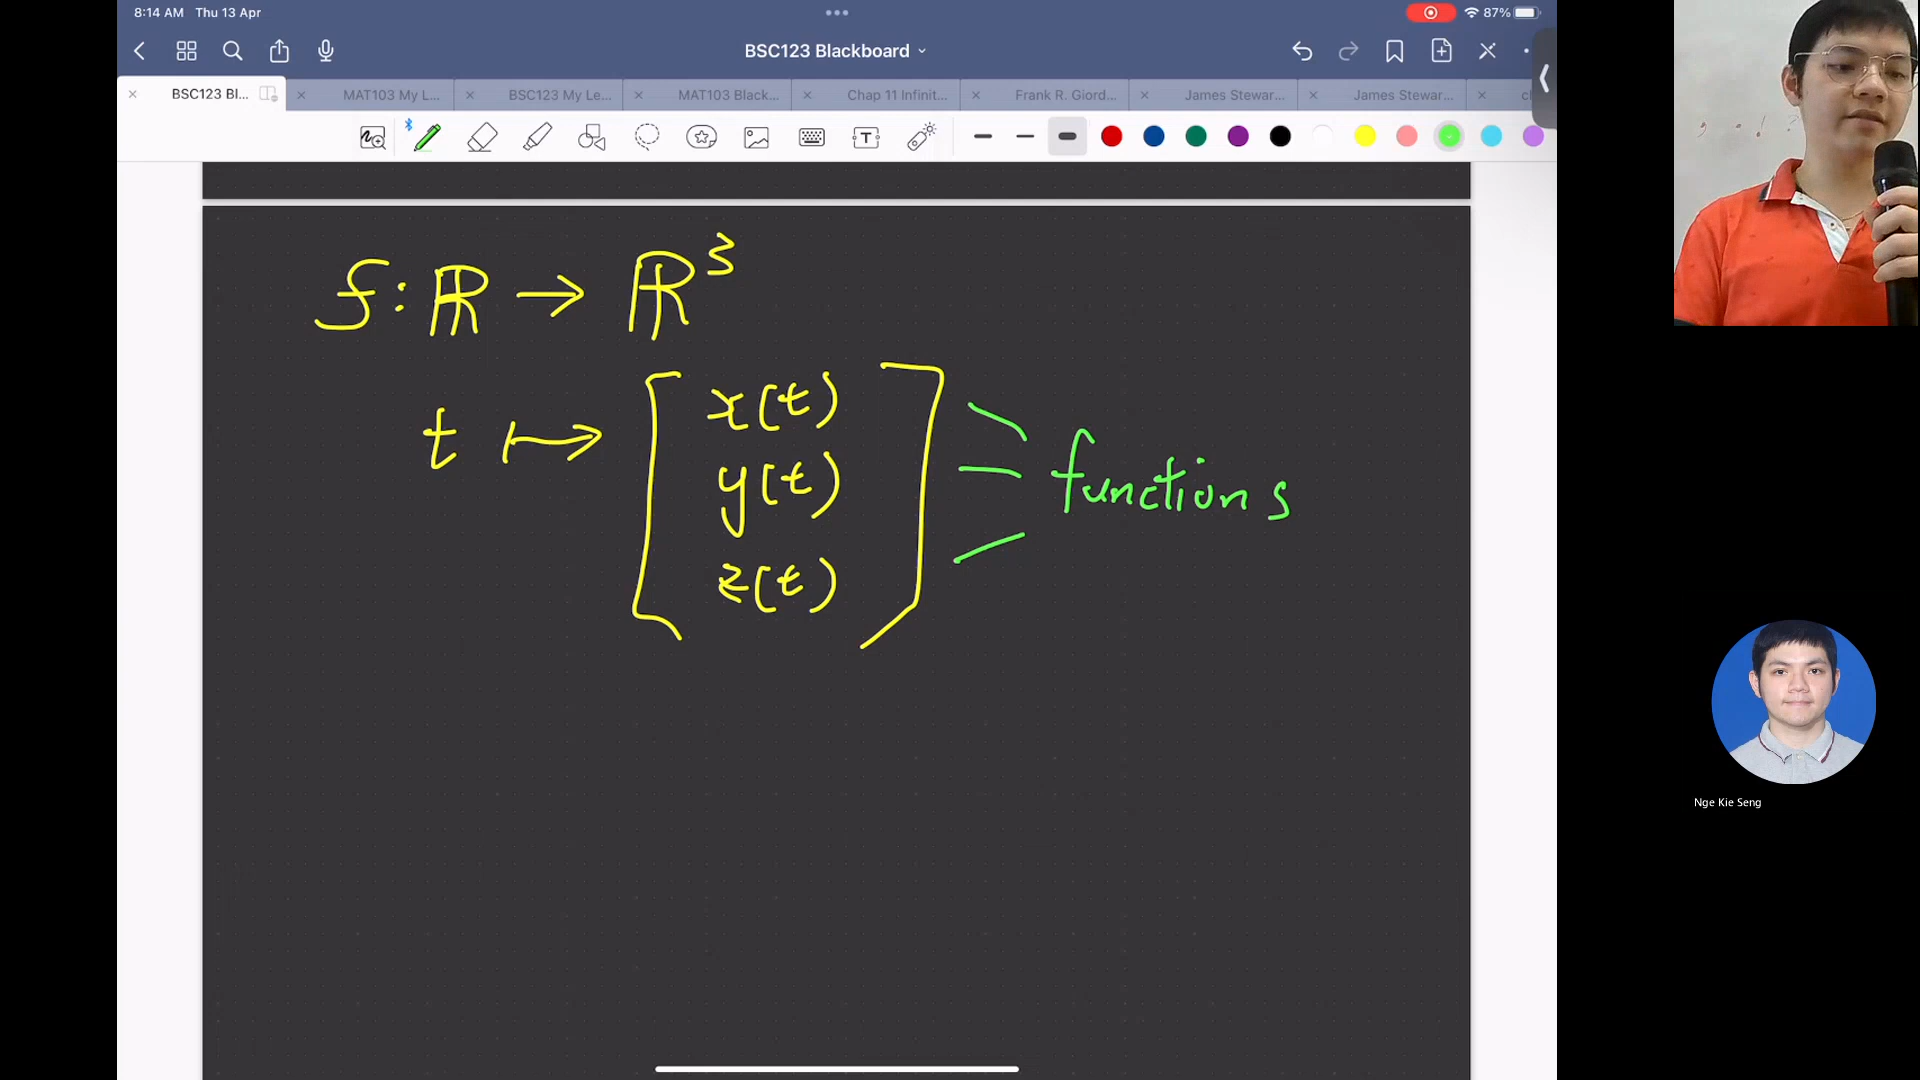 8:14 AM Thu 13 Apr
87%
BSC123 Blackboard
BSC123 Bl...
MAT103 My L...
BSC123 My Le...
MAT103 Black...
Chap 11 Infinit...
Frank R. Giord...
James Stewar...
James Stewar...
f: ℝ → ℝ³
t ↦ [ x(t)
y(t)
z(t) ]
functions
Nge Kie Seng